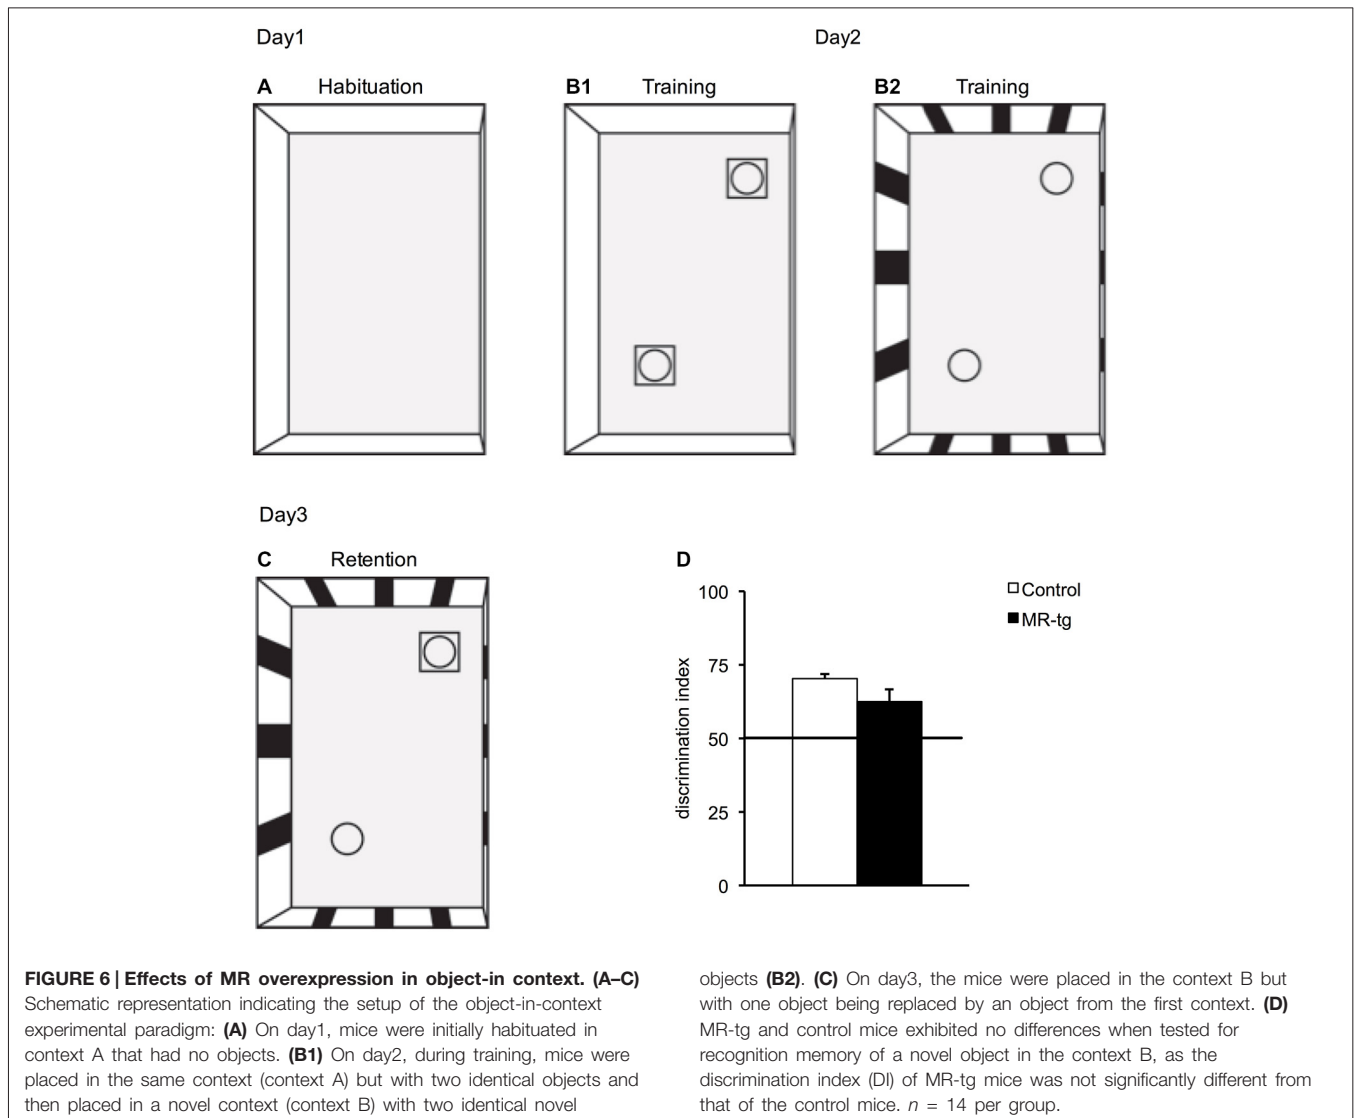 Day1
Day2
A Habituation
B1 Training
B2 Training
Day3
C Retention
D
100
75
50
25
0
discrimination index
Control
MR-tg
FIGURE 6 | Effects of MR overexpression in object-in context. (A–C)
Schematic representation indicating the setup of the object-in-context
experimental paradigm: (A) On day1, mice were initially habituated in
context A that had no objects. (B1) On day2, during training, mice were
placed in the same context (context A) but with two identical objects and
then placed in a novel context (context B) with two identical novel
objects (B2). (C) On day3, the mice were placed in the context B but
with one object being replaced by an object from the first context. (D)
MR-tg and control mice exhibited no differences when tested for
recognition memory of a novel object in the context B, as the
discrimination index (DI) of MR-tg mice was not significantly different from
that of the control mice. n = 14 per group.